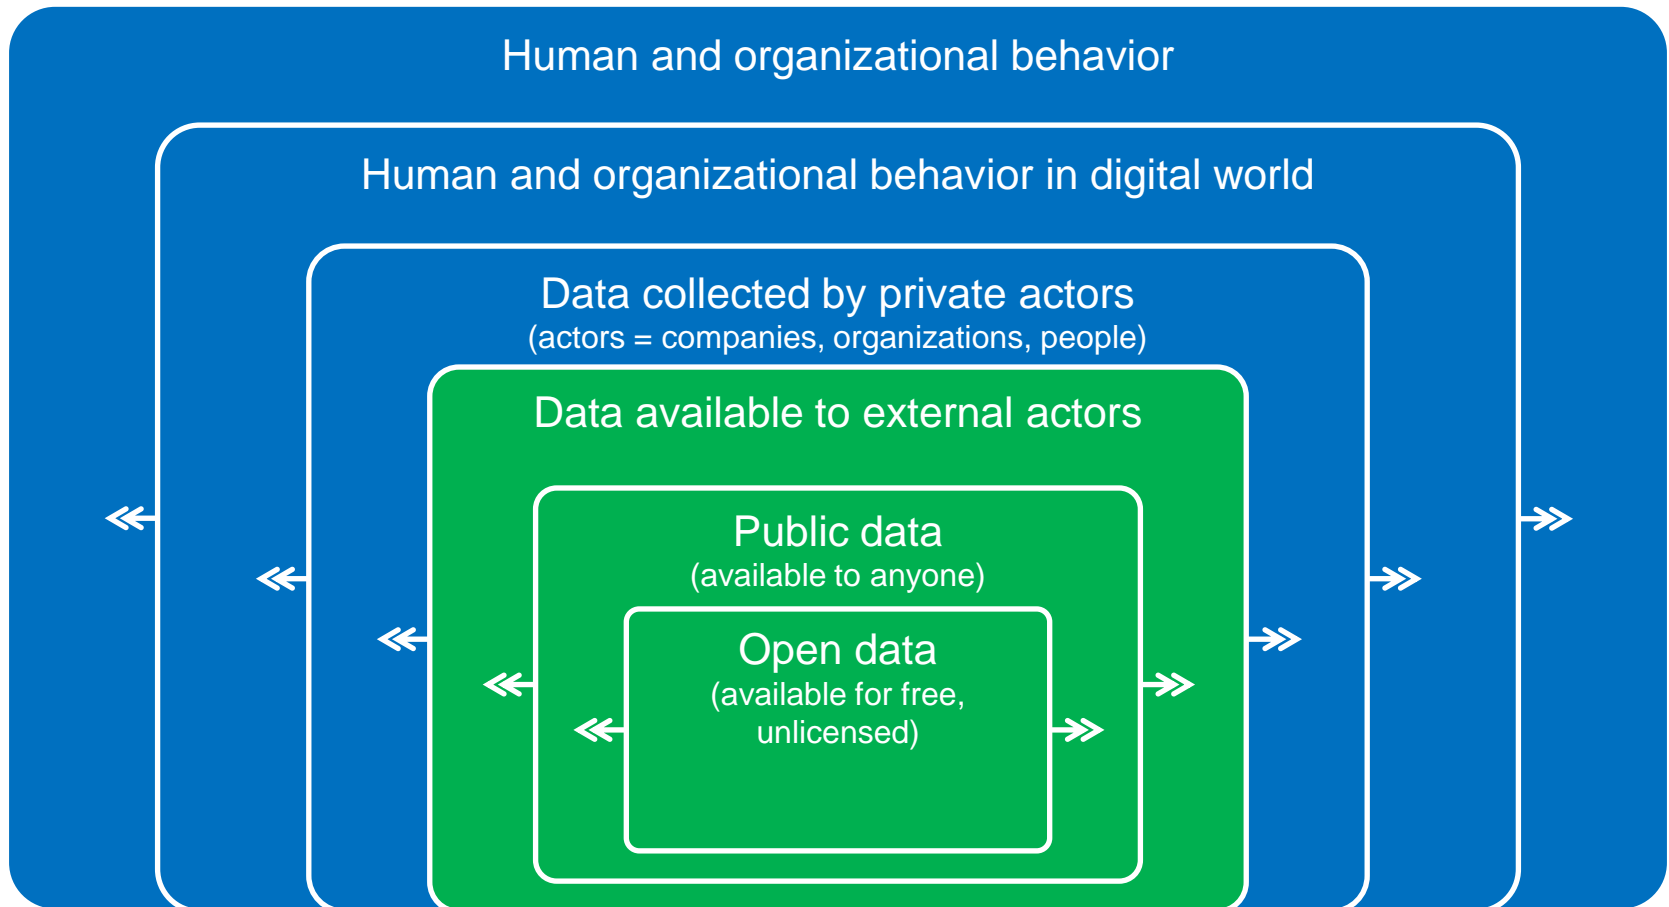 Human and organizational behavior
Human and organizational behavior in digital world
Data collected by private actors
(actors = companies, organizations, people)
Data available to external actors
Public data
(available to anyone)
Open data
(available for free,
unlicensed)